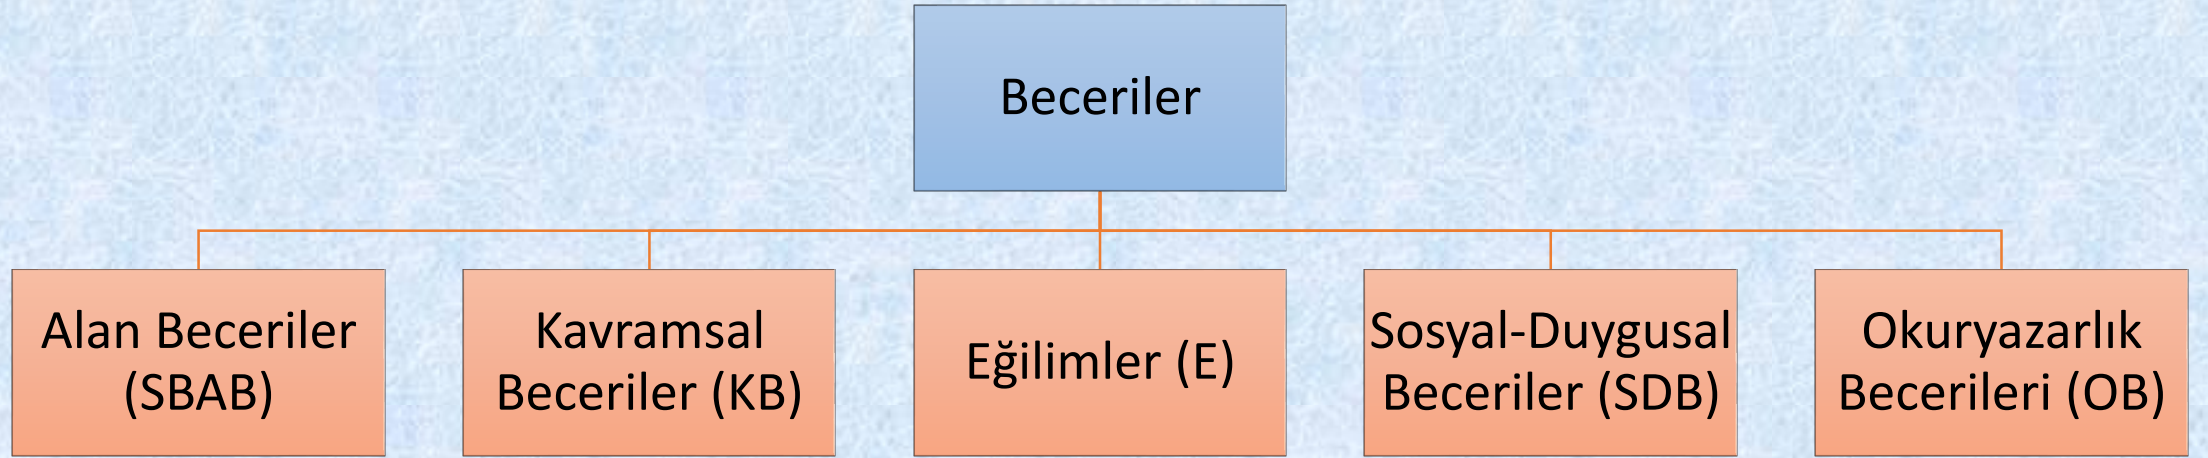 Beceriler
Alan Beceriler
(SBAB)
Kavramsal
Beceriler (KB)
Eğilimler (E)
Sosyal-Duygusal
Beceriler (SDB)
Okuryazarlık
Becerileri (OB)